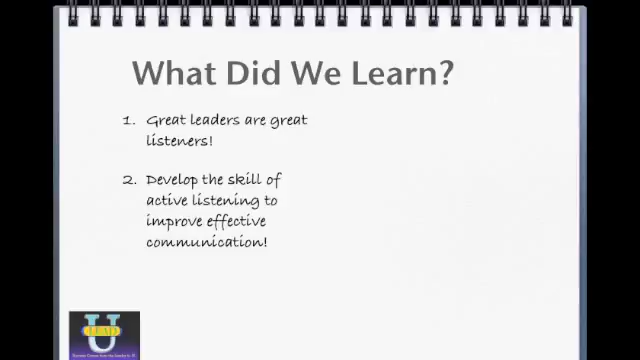 What Did We Learn?
1. Great leaders are great
listeners!
2. Develop the skill of
active listening to
improve effective
communication!
U
LEAD